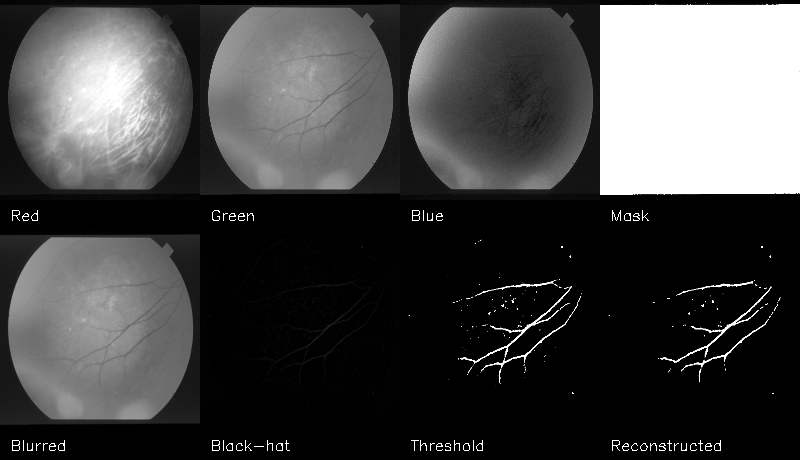 Red
Green
Blue
Mask
Blurred
Black-hat
Threshold
Reconstructed